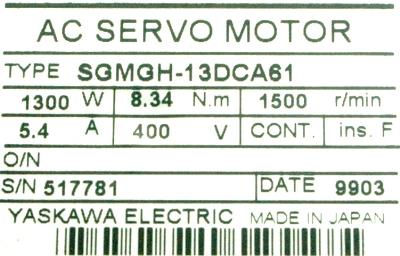 AC SERVO MOTOR
TYPE SGMGH-13DCA61
1300 W 8.34 N.m 1500 r/min
5.4 A 400 V CONT. ins. F
O/N
S/N 517781 DATE 9903
YASKAWA ELECTRIC MADE IN JAPAN